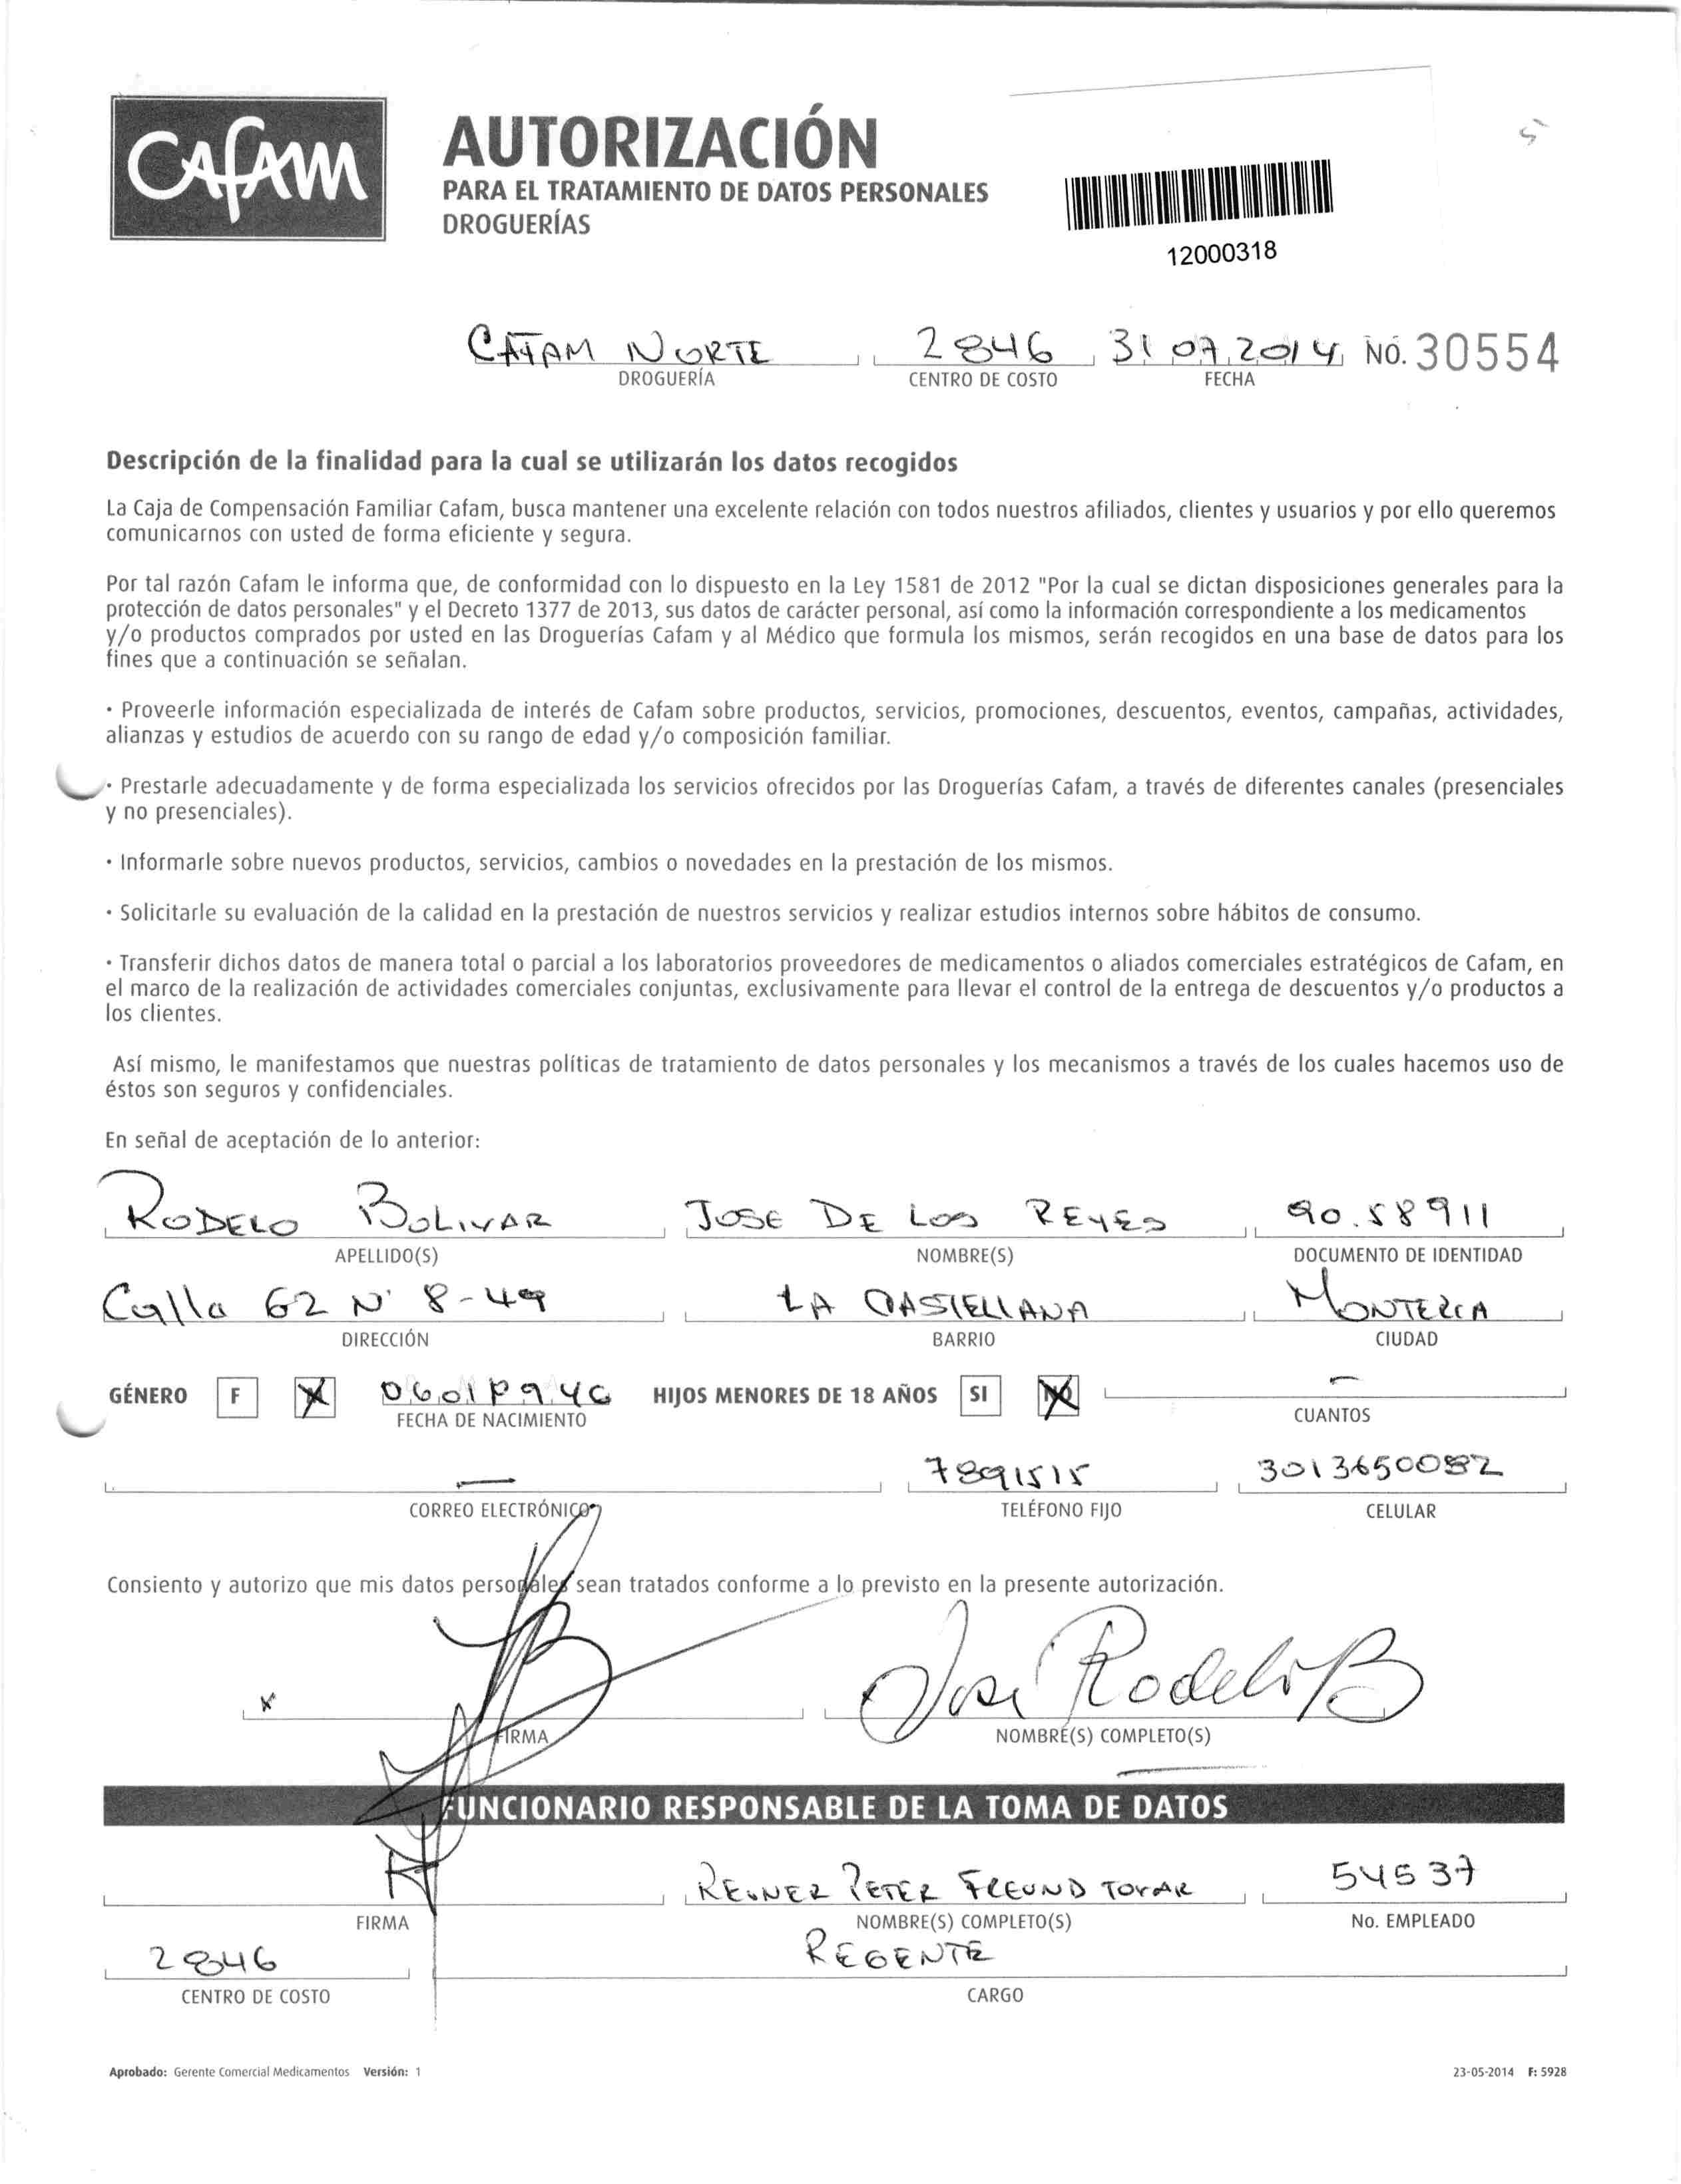 CAFAM
AUTORIZACIÓN
PARA EL TRATAMIENTO DE DATOS PERSONALES
DROGUERÍAS
12000318
CAFAM NORTE 2846 31 07 2014 NO. 30554
DROGUERÍA CENTRO DE COSTO FECHA
Descripción de la finalidad para la cual se utilizarán los datos recogidos
La Caja de Compensación Familiar Cafam, busca mantener una excelente relación con todos nuestros afiliados, clientes y usuarios y por ello queremos
comunicarnos con usted de forma eficiente y segura.
Por tal razón Cafam le informa que, de conformidad con lo dispuesto en la Ley 1581 de 2012 "Por la cual se dictan disposiciones generales para la
protección de datos personales" y el Decreto 1377 de 2013, sus datos de carácter personal, así como la información correspondiente a los medicamentos
y/o productos comprados por usted en las Droguerías Cafam y al Médico que formula los mismos, serán recogidos en una base de datos para los
fines que a continuación se señalan.
· Proveerle información especializada de interés de Cafam sobre productos, servicios, promociones, descuentos, eventos, campañas, actividades,
alianzas y estudios de acuerdo con su rango de edad y/o composición familiar.
· Prestarle adecuadamente y de forma especializada los servicios ofrecidos por las Droguerías Cafam, a través de diferentes canales (presenciales
y no presenciales).
· Informarle sobre nuevos productos, servicios, cambios o novedades en la prestación de los mismos.
· Solicitarle su evaluación de la calidad en la prestación de nuestros servicios y realizar estudios internos sobre hábitos de consumo.
· Transferir dichos datos de manera total o parcial a los laboratorios proveedores de medicamentos o aliados comerciales estratégicos de Cafam, en
el marco de la realización de actividades comerciales conjuntas, exclusivamente para llevar el control de la entrega de descuentos y/o productos a
los clientes.
Así mismo, le manifestamos que nuestras políticas de tratamiento de datos personales y los mecanismos a través de los cuales hacemos uso de
éstos son seguros y confidenciales.
En señal de aceptación de lo anterior:
RODELO BOLIVAR JOSE DE LOS REYES 90.58911
APELLIDO(S) NOMBRE(S) DOCUMENTO DE IDENTIDAD
Calla 62 N° 8-49 LA CASTELLANA MONTERIA
DIRECCIÓN BARRIO CIUDAD
GÉNERO F X HIJOS MENORES DE 18 AÑOS SI NO
FECHA DE NACIMIENTO CUANTOS
7891515 3013650082
CORREO ELECTRÓNICO TELÉFONO FIJO CELULAR
Consiento y autorizo que mis datos personales sean tratados conforme a lo previsto en la presente autorización.
x Jose Rodelo B
FIRMA NOMBRE(S) COMPLETO(S)
FUNCIONARIO RESPONSABLE DE LA TOMA DE DATOS
REINER PETER FREUND TOVAR 54537
FIRMA NOMBRE(S) COMPLETO(S) No. EMPLEADO
2846 REGENTE
CENTRO DE COSTO CARGO
Aprobado: Gerente Comercial Medicamentos Versión: 1 23-05-2014 F: 5928